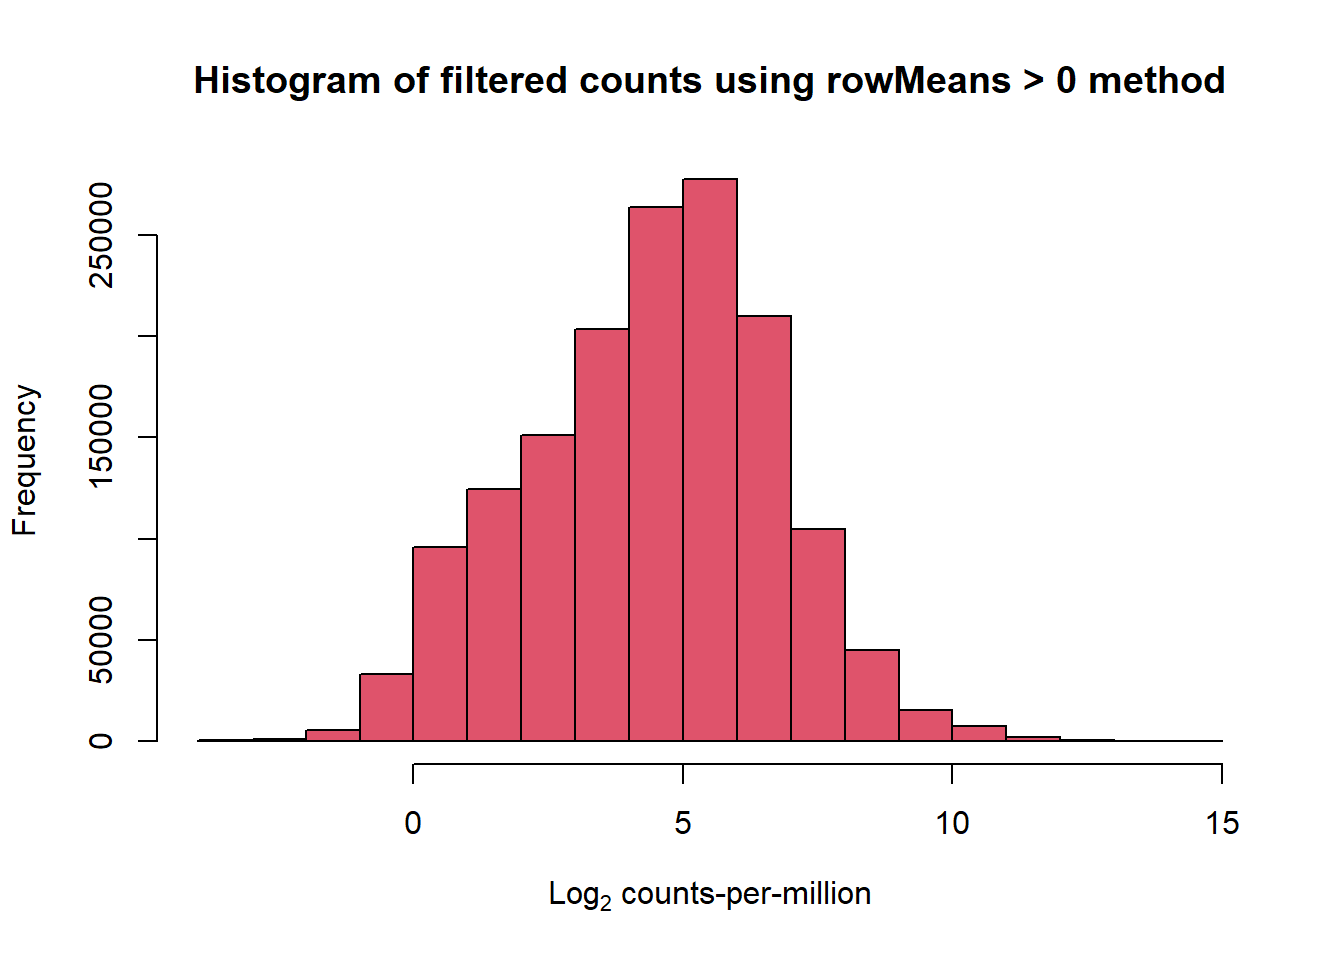 Histogram of filtered counts using rowMeans > 0 method
Frequency
250000
150000
50000
0
0 5 10 15
Log₂ counts-per-million